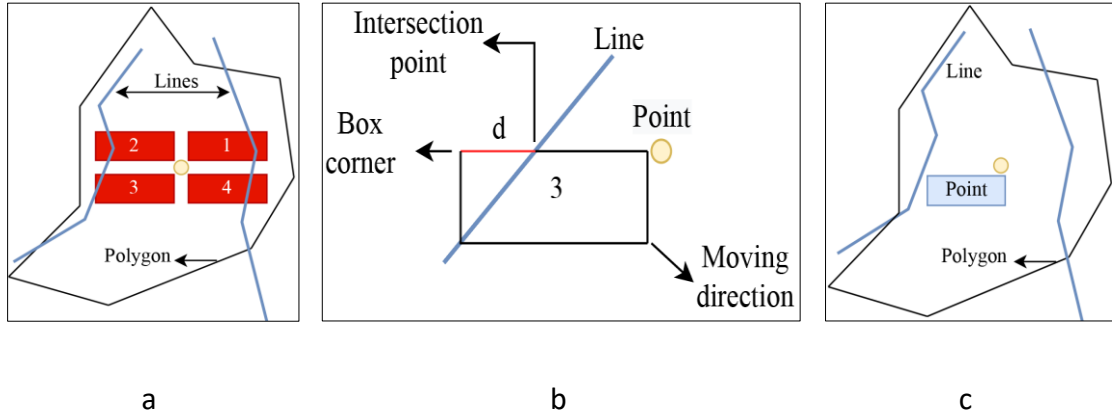 Lines
2
1
3
4
Polygon
Intersection
point
Line
d
Point
Box
corner
3
Moving
direction
Line
Point
Polygon
a
b
c